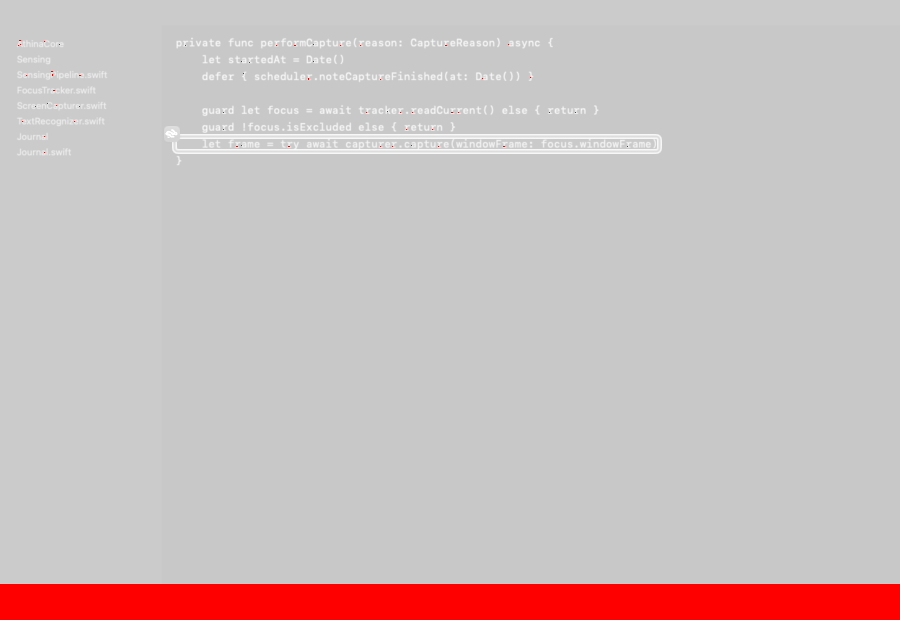 AthinaCore
Sensing
SensingPipeline.swift
FocusTracker.swift
ScreenCapturer.swift
TextRecognizer.swift
Journal
Journal.swift
private func performCapture(reason: CaptureReason) async {
let startedAt = Date()
defer { scheduler.noteCaptureFinished(at: Date()) }
guard let focus = await tracker.readCurrent() else { return }
guard !focus.isExcluded else { return }
let frame = try await capturer.capture(windowFrame: focus.windowFrame)
}